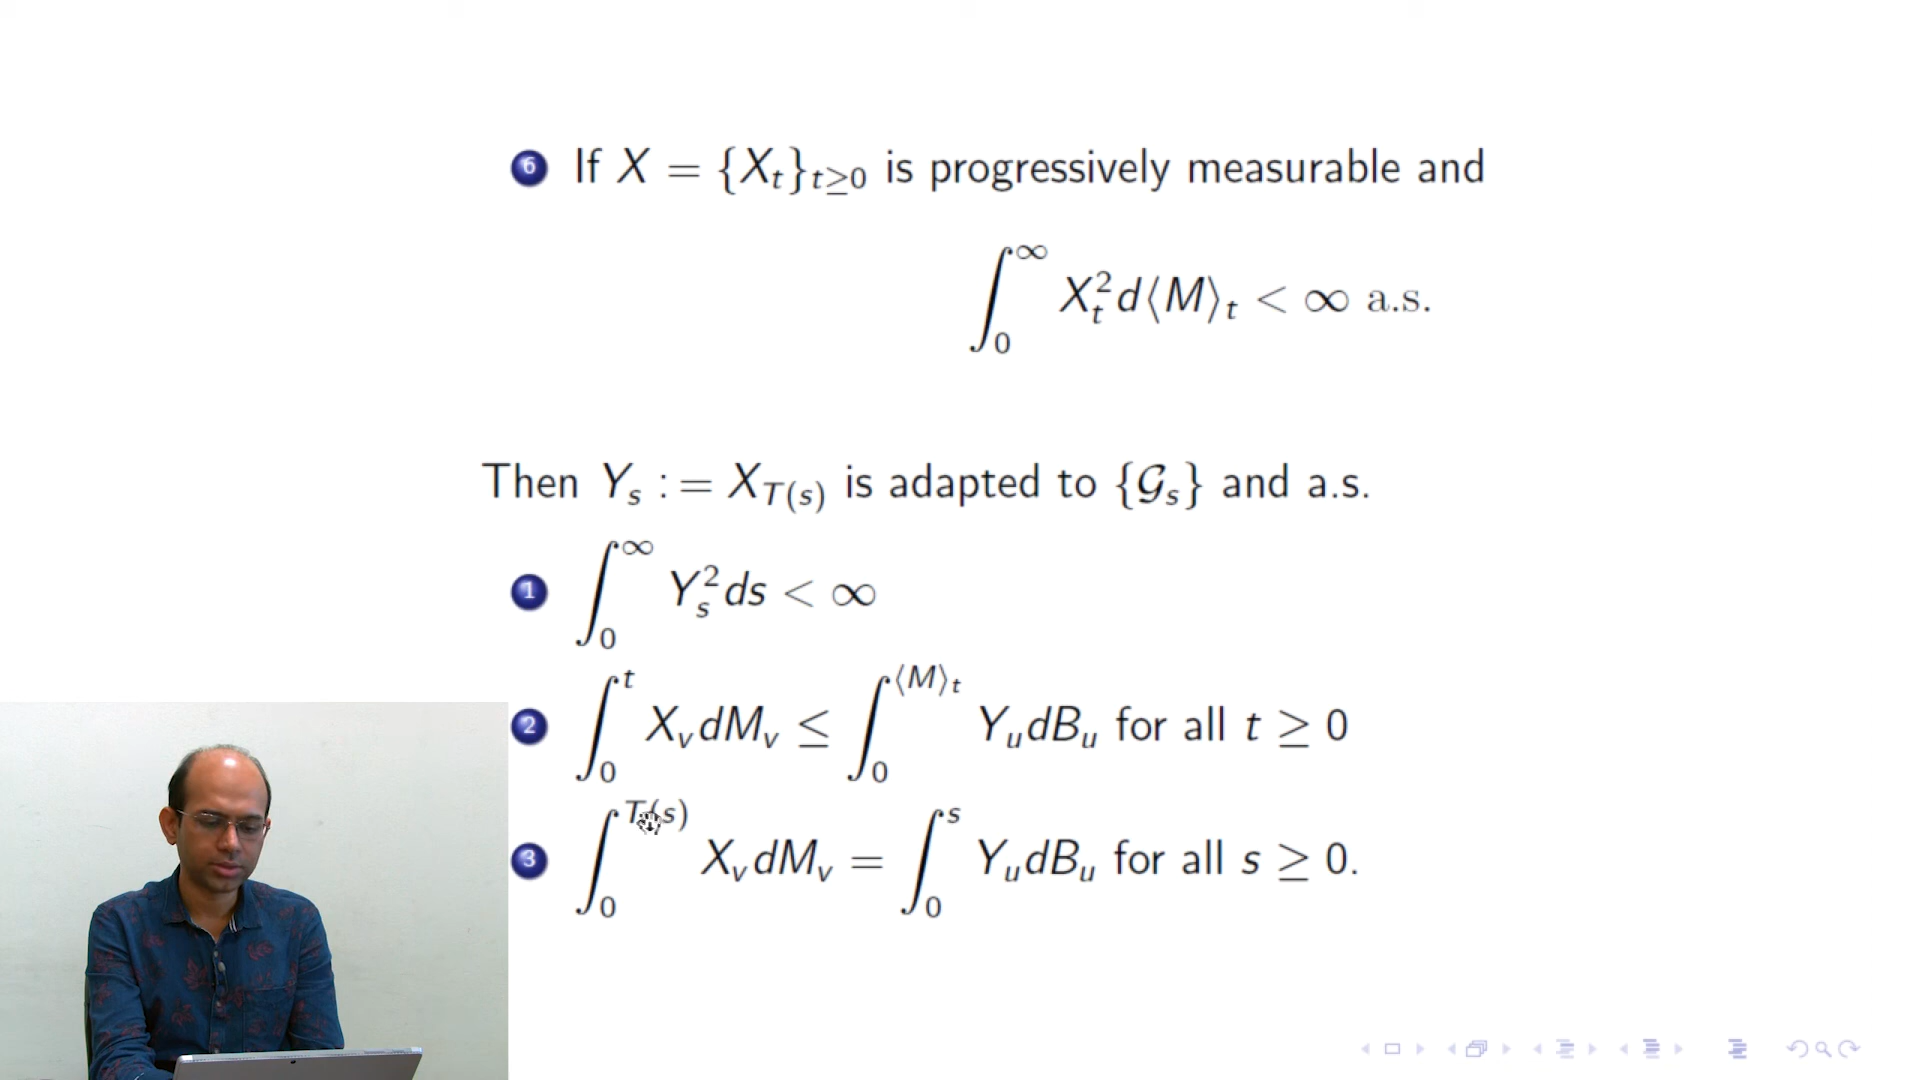 6 If X = {X_t}_{t≥0} is progressively measurable and
∫_0^∞ X_t^2 d⟨M⟩_t < ∞ a.s.
Then Y_s := X_{T(s)} is adapted to {𝒢_s} and a.s.
1 ∫_0^∞ Y_s^2 ds < ∞
2 ∫_0^t X_v dM_v ≤ ∫_0^{⟨M⟩_t} Y_u dB_u for all t ≥ 0
3 ∫_0^{T(s)} X_v dM_v = ∫_0^s Y_u dB_u for all s ≥ 0.